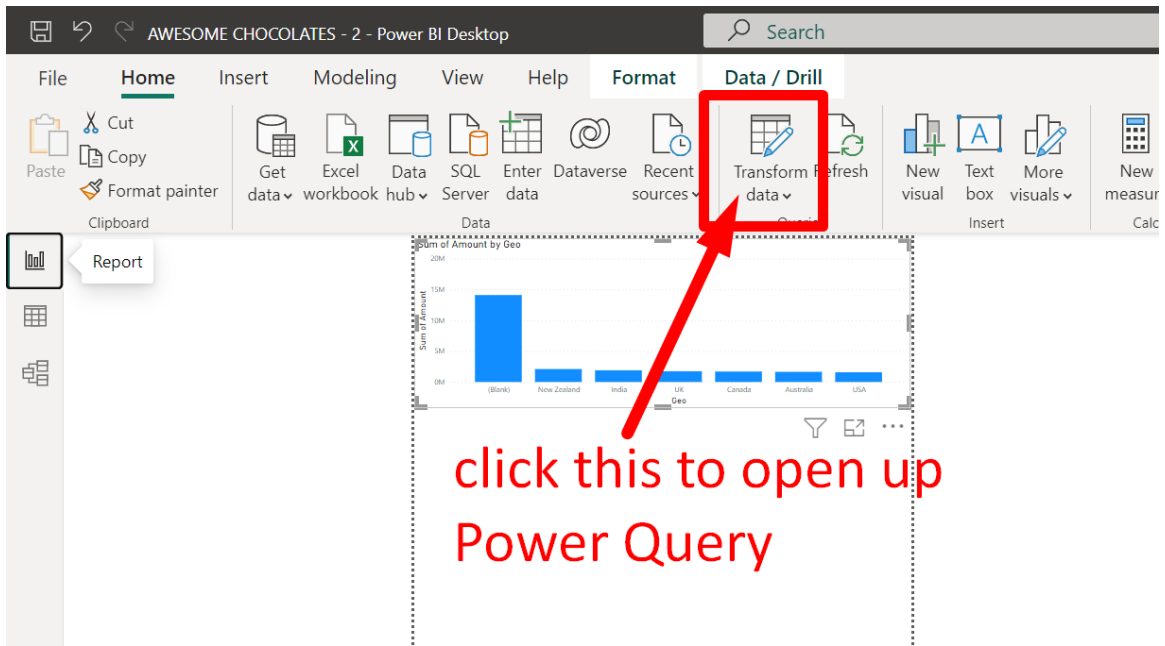 AWESOME CHOCOLATES - 2 - Power BI Desktop
Search
File Home Insert Modeling View Help Format Data / Drill
Paste
Cut
Copy
Format painter
Clipboard
Get data
Excel workbook
Data hub
SQL Server
Enter data
Dataverse
Recent sources
Data
Transform data
Refresh
New visual
Text box
More visuals
Insert
New
Report
Sum of Amount by Geo
Sum of Amount
20M
15M
10M
5M
0M
(Blank) New Zealand India UK Canada Australia USA
Geo
click this to open up
Power Query